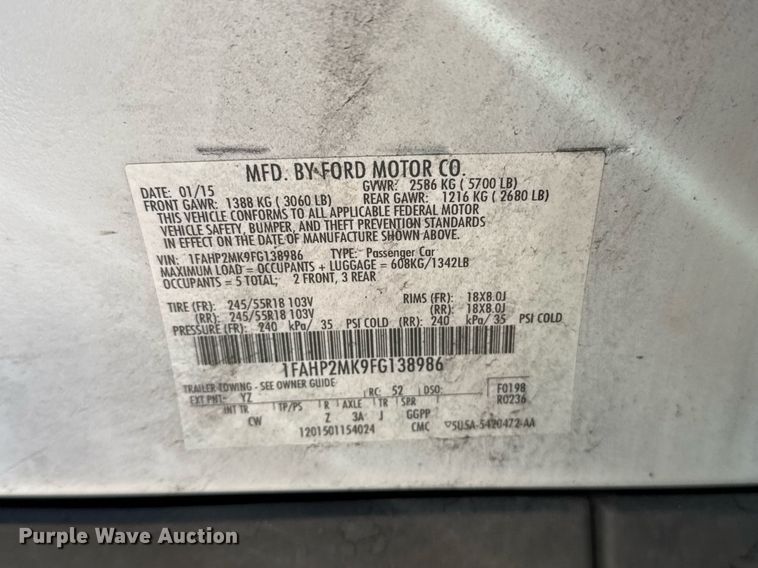 MFD. BY FORD MOTOR CO.
DATE: 01/15 GVWR: 2586 KG ( 5700 LB)
FRONT GAWR: 1388 KG ( 3060 LB) REAR GAWR: 1216 KG ( 2680 LB)
THIS VEHICLE CONFORMS TO ALL APPLICABLE FEDERAL MOTOR
VEHICLE SAFETY, BUMPER, AND THEFT PREVENTION STANDARDS
IN EFFECT ON THE DATE OF MANUFACTURE SHOWN ABOVE.
VIN: 1FAHP2MK9FG138986 TYPE: Passenger Car
MAXIMUM LOAD = OCCUPANTS + LUGGAGE = 608KG/1342LB
OCCUPANTS = 5 TOTAL; 2 FRONT, 3 REAR
TIRE (FR): 245/55R18 103V RIMS (FR): 18X8.0J
(RR): 245/55R18 103V (RR): 18X8.0J
PRESSURE (FR): 240 kPa/ 35 PSI COLD (RR): 240 kPa/ 35 PSI COLD
1FAHP2MK9FG138986
TRAILER TOWING - SEE OWNER GUIDE
EXT PNT: YZ RC: 52 DSO: F0198
INT TR TP/PS R AXLE TR SPR R0236
CW Z 3A J GGPP
1201501154024 CMC 5U5A-5420472-AA
Purple Wave Auction